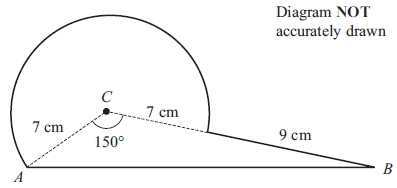 Diagram NOT
accurately drawn
C
7 cm
7 cm
150°
9 cm
A
B